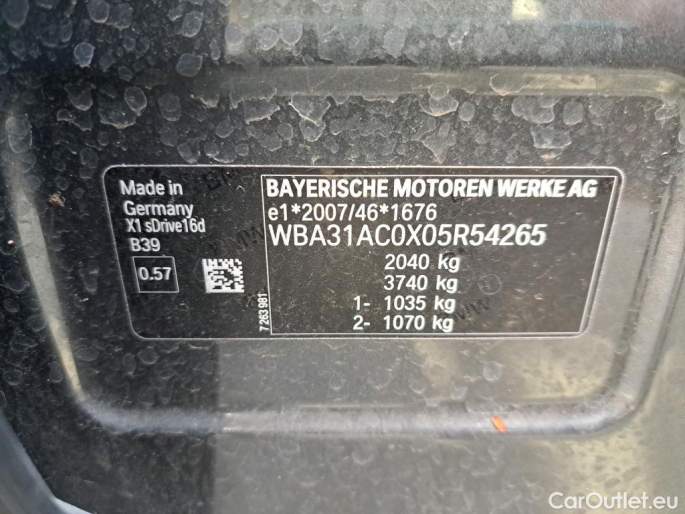 Made in
Germany
X1 sDrive16d
B39
0.57
7 263 981
BAYERISCHE MOTOREN WERKE AG
e1*2007/46*1676
WBA31AC0X05R54265
2040 kg
3740 kg
1- 1035 kg
2- 1070 kg
CarOutlet.eu